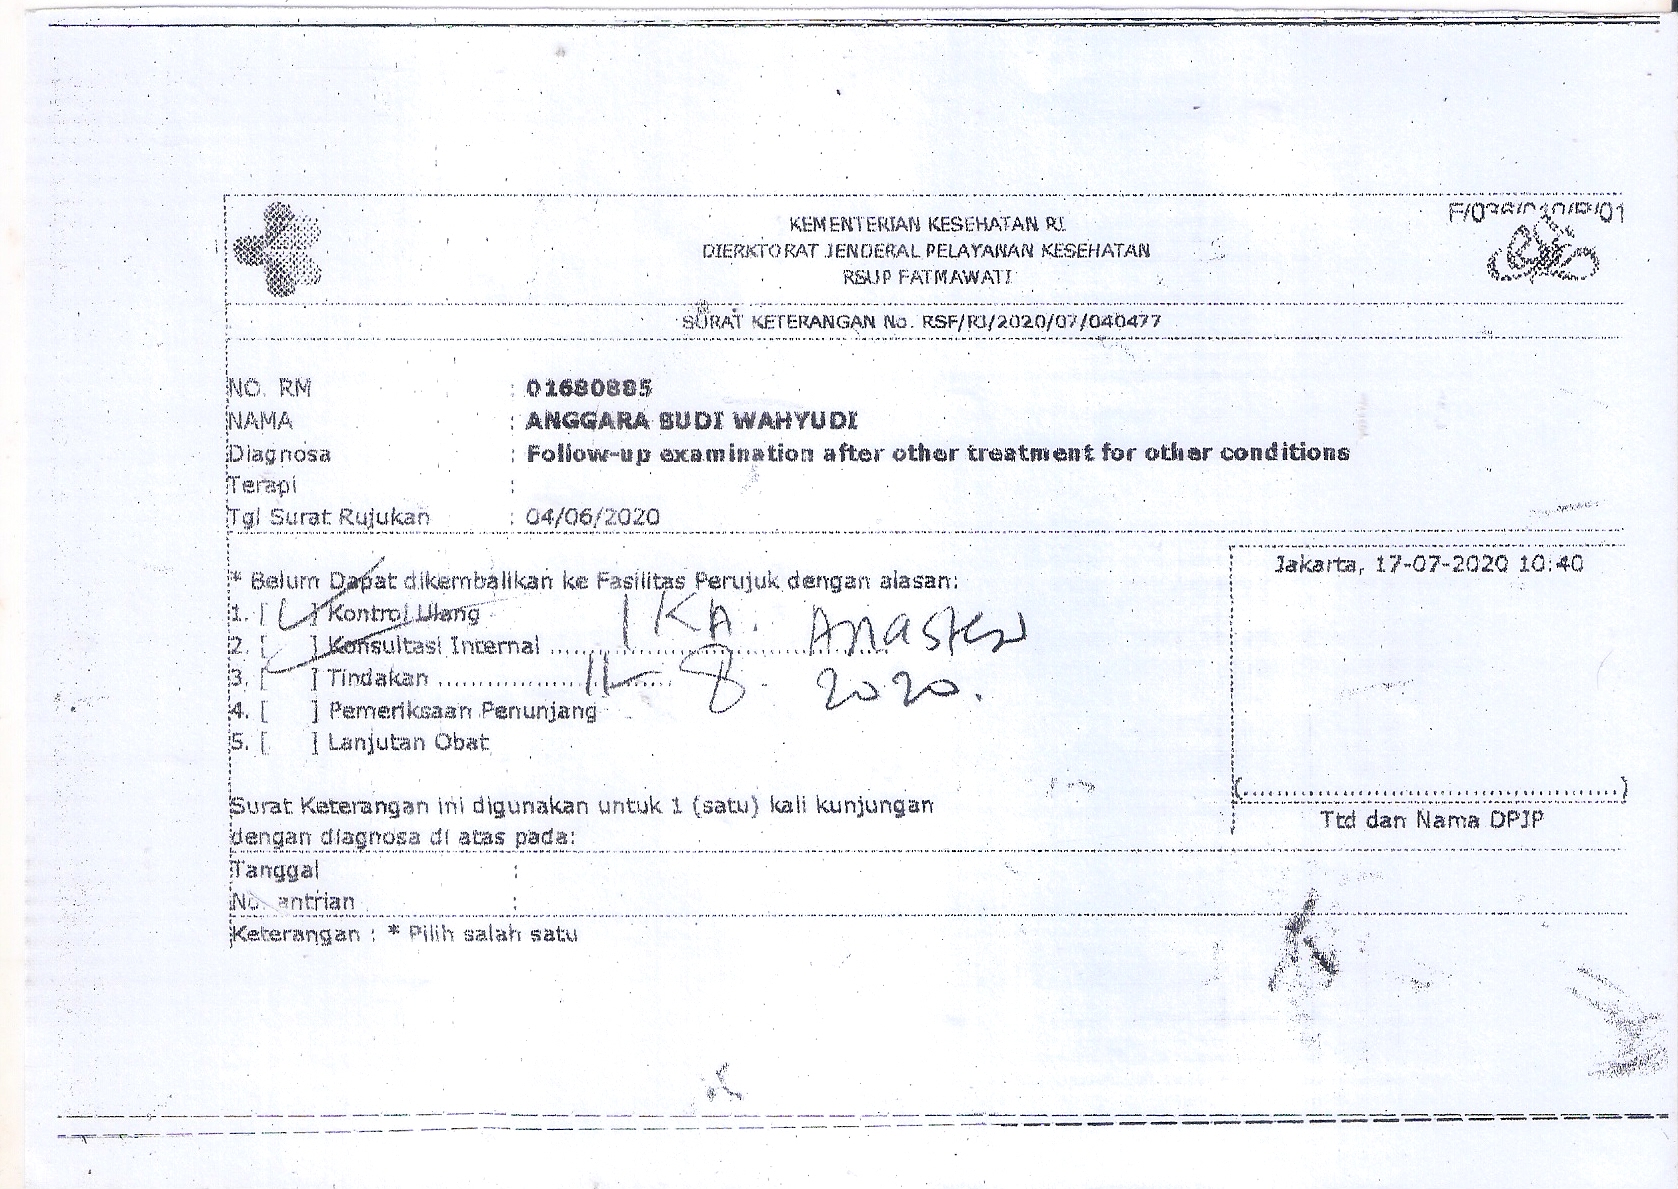 KEMENTERIAN KESEHATAN RI
DIERKTORAT JENDERAL PELAYANAN KESEHATAN
RSUP FATMAWATI
SURAT KETERANGAN No. RSF/RJ/2020/07/040477
NO. RM : 01680885
NAMA : ANGGARA BUDI WAHYUDI
Diagnosa : Follow-up examination after other treatment for other conditions
Terapi :
Tgl Surat Rujukan : 04/06/2020
Jakarta, 17-07-2020 10:40
* Belum Dapat dikembalikan ke Fasilitas Perujuk dengan alasan:
1. [ ] Kontrol Ulang
IKA. Anastesi
2. [ ] Konsultasi Internal ..........
3. [ ] Tindakan ..........
8. 2020.
4. [ ] Pemeriksaan Penunjang
5. [ ] Lanjutan Obat
(..........)
Ttd dan Nama DPJP
Surat Keterangan ini digunakan untuk 1 (satu) kali kunjungan
dengan diagnosa di atas pada:
Tanggal :
No. antrian :
Keterangan : * Pilih salah satu